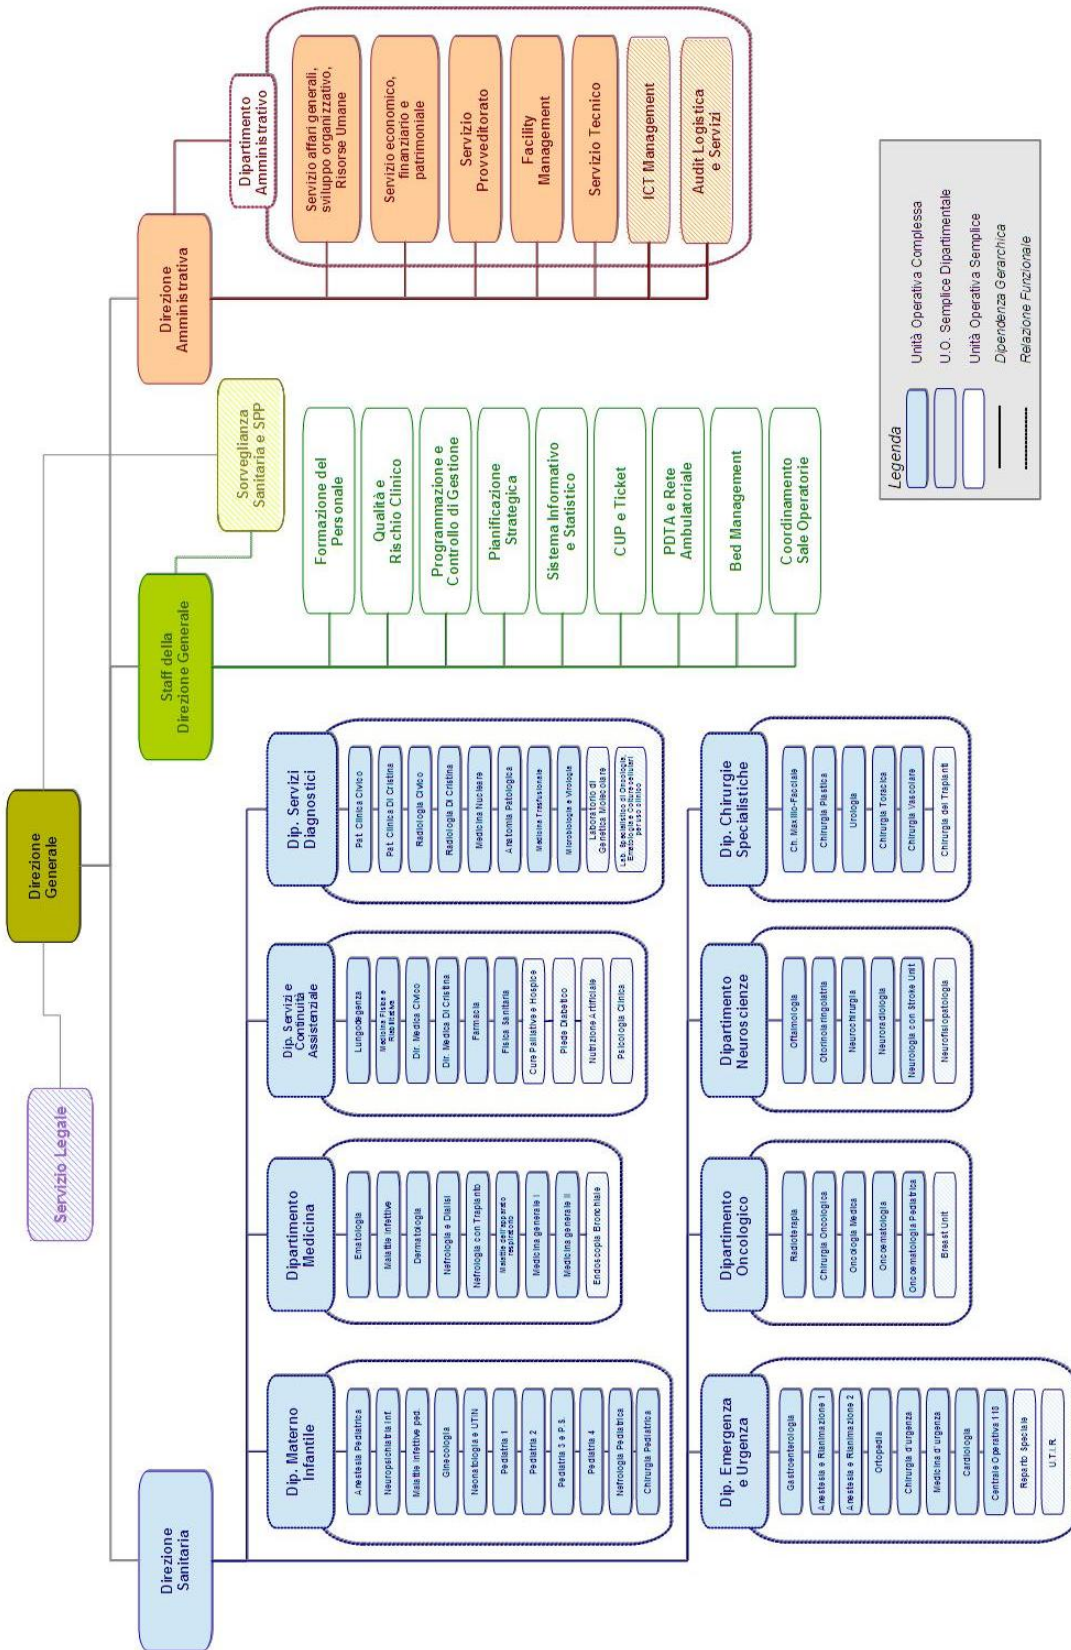 Direzione
Generale
Servizio Legale
Sorveglianza
Sanitaria e SPP
Direzione
Sanitaria
Staff della
Direzione Generale
Direzione
Amministrativa
Dip. Materno
Infantile
Anestesia Pediatrica
Neuropsichiatria Inf.
Malattie Infettive ped.
Ginecologia
Neonatologia e UTIN
Pediatria 1
Pediatria 2
Pediatria 3 e P.S.
Pediatria 4
Nefrologia Pediatrica
Chirurgia Pediatrica
Dipartimento
Medicina
Ematologia
Malattie Infettive
Dermatologia
Nefrologia e Dialisi
Nefrologia con Trapianto
Malattie dell'apparato
respiratorio
Medicina generale I
Medicina generale II
Endoscopia Bronchiale
Dip. Servizi e
Continuità
Assistenziale
Lungodegenza
Medicina Fisica e
Riabilitativa
Dir. Medica Civico
Dir. Medica Di Cristina
Farmacia
Fisica Sanitaria
Cure Palliative e Hospice
Piede Diabetico
Nutrizione Artificiale
Psicologia Clinica
Dip. Servizi
Diagnostici
Pat. Clinica Civico
Pat. Clinica Di Cristina
Radiologia Civico
Radiologia Di Cristina
Medicina Nucleare
Anatomia Patologica
Medicina Trasfusionale
Microbiologia e Virologia
Laboratorio di
Genetica Molecolare
Lab. Specialistico di Oncologia,
Ematologia e Colture cellulari
per uso clinico
Dip. Emergenza
e Urgenza
Gastroenterologia
Anestesia e Rianimazione 1
Anestesia e Rianimazione 2
Ortopedia
Chirurgia d'urgenza
Medicina d'urgenza
Cardiologia
Centrale Operativa 118
Reparto Speciale
U.T.I.R.
Dipartimento
Oncologico
Radioterapia
Chirurgia Oncologica
Oncologia Medica
Oncoematologia
Oncoematologia Pediatrica
Breast Unit
Dipartimento
Neuroscienze
Oftalmologia
Otorinolaringoiatria
Neurochirurgia
Neuroradiologia
Neurologia con Stroke Unit
Neurofisiopatologia
Dip. Chirurgie
Specialistiche
Ch. Maxillo-Facciale
Chirurgia Plastica
Urologia
Chirurgia Toracica
Chirurgia Vascolare
Chirurgia dei Trapianti
Formazione del
Personale
Qualità e
Rischio Clinico
Programmazione e
Controllo di Gestione
Pianificazione
Strategica
Sistema Informativo
e Statistico
CUP e Ticket
PDTA e Rete
Ambulatoriale
Bed Management
Coordinamento
Sale Operatorie
Dipartimento
Amministrativo
Servizio affari generali,
sviluppo organizzativo,
Risorse Umane
Servizio economico,
finanziario e
patrimoniale
Servizio
Provveditorato
Facility
Management
Servizio Tecnico
ICT Management
Audit Logistica
e Servizi
Legenda
Unità Operativa Complessa
U.O. Semplice Dipartimentale
Unità Operativa Semplice
Dipendenza Gerarchica
Relazione Funzionale